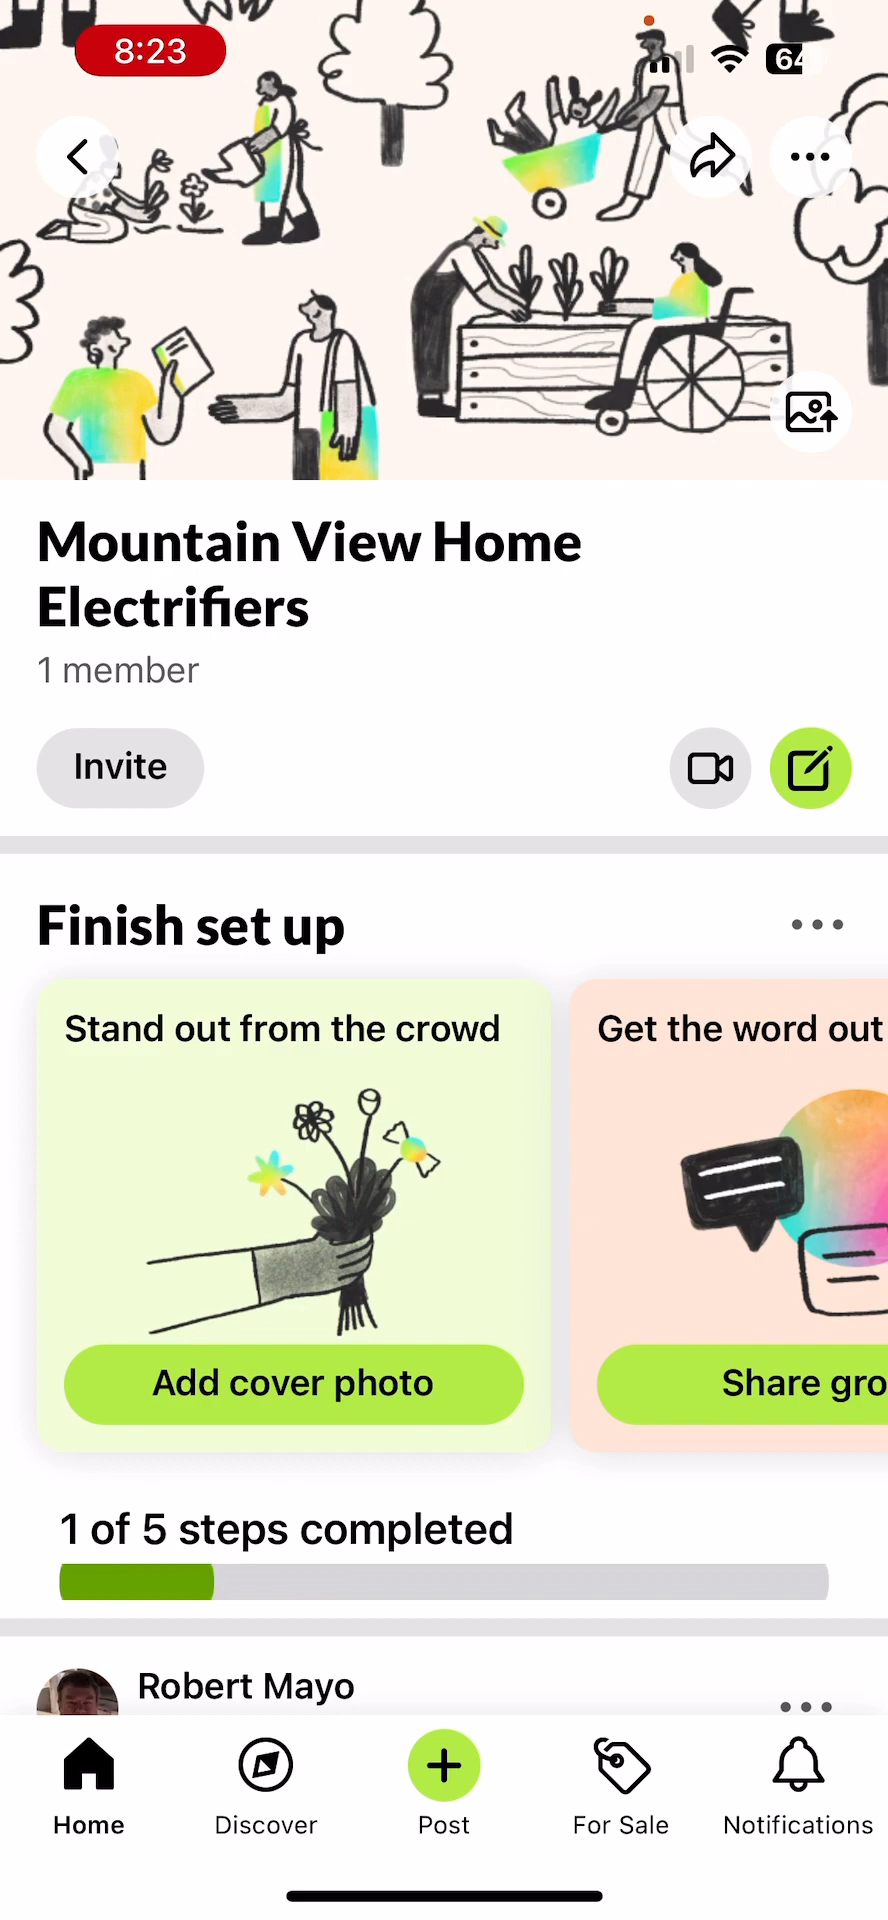 8:23
64
Mountain View Home
Electrifiers
1 member
Invite
Finish set up
Stand out from the crowd
Get the word out
Add cover photo
Share gro
1 of 5 steps completed
Robert Mayo
Home
Discover
Post
For Sale
Notifications